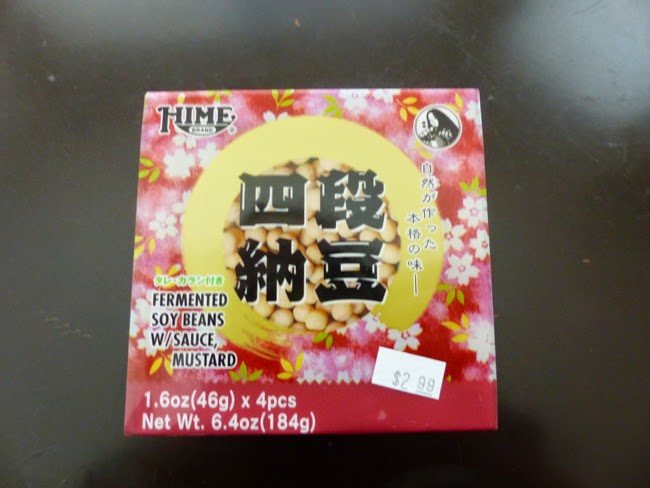 HIME
BRAND ®
自然が作った
本格の味
四段
納豆
タレ・カラシ付き
FERMENTED
SOY BEANS
W/SAUCE,
MUSTARD
$2.99
1.6oz(46g) x 4pcs
Net Wt. 6.4oz(184g)